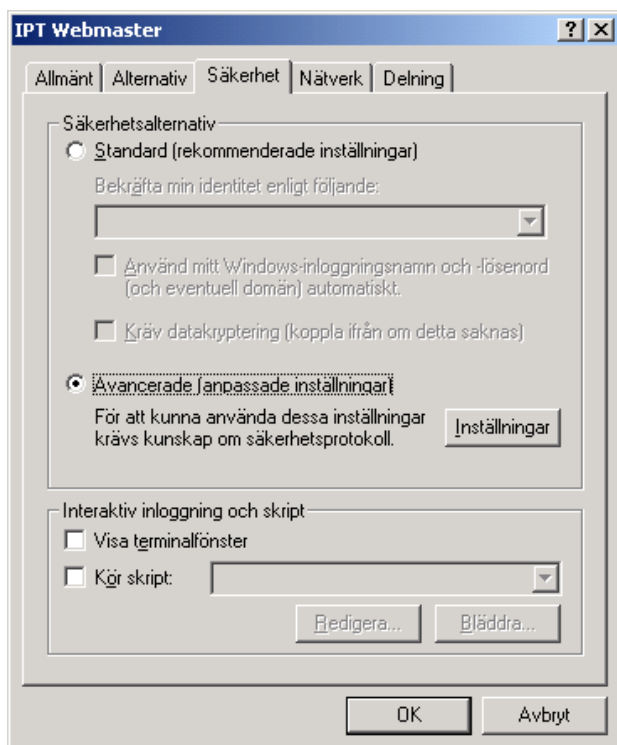 IPT Webmaster
Allmänt Alternativ Säkerhet Nätverk Delning
Säkerhetsalternativ
Standard (rekommenderade inställningar)
Bekräfta min identitet enligt följande:
Använd mitt Windows-inloggningsnamn och -lösenord
(och eventuell domän) automatiskt.
Kräv datakryptering (koppla ifrån om detta saknas)
Avancerade (anpassade inställningar)
För att kunna använda dessa inställningar
krävs kunskap om säkerhetsprotokoll.
Inställningar
Interaktiv inloggning och skript
Visa terminalfönster
Kör skript:
Redigera... Bläddra...
OK Avbryt